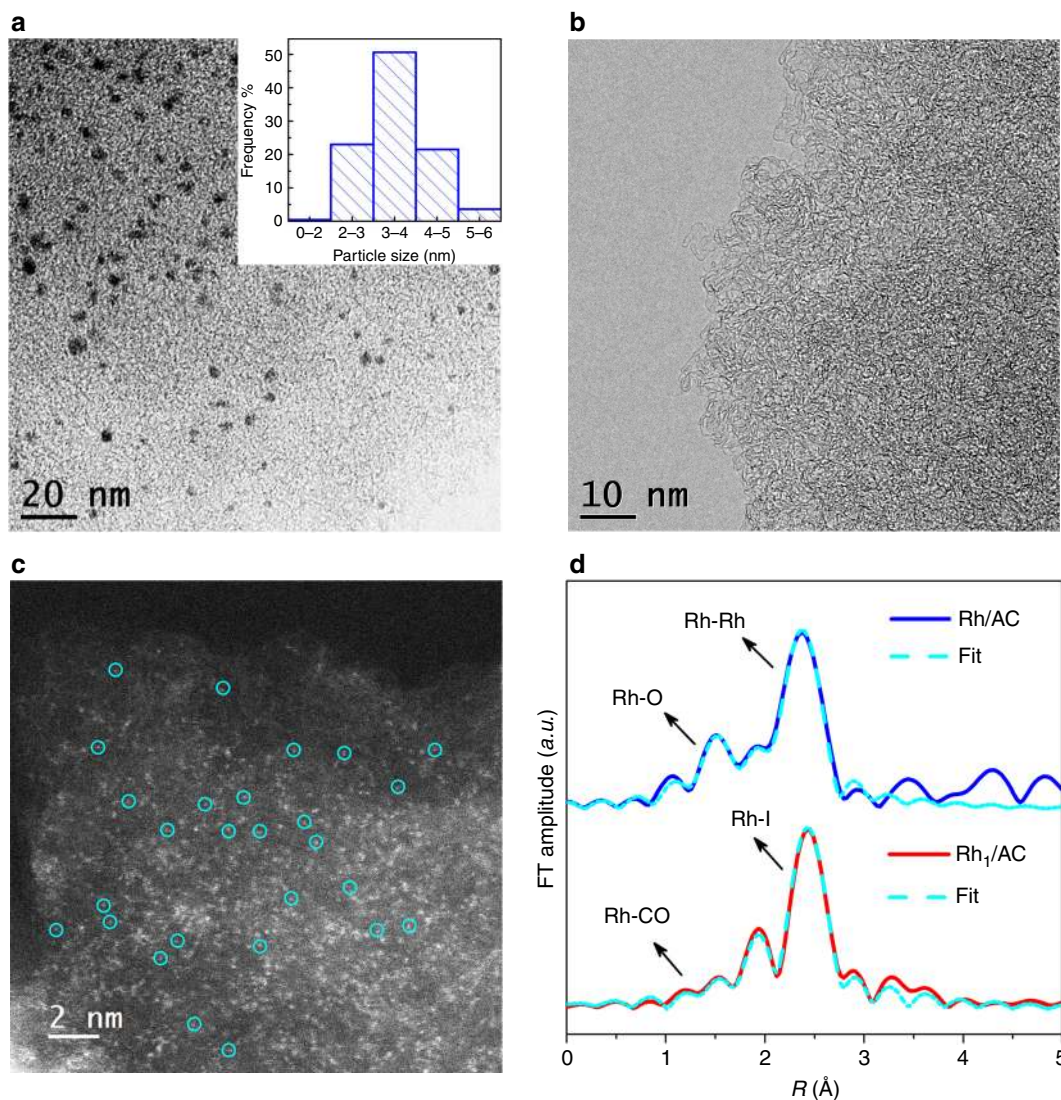 a
50
40
30
20
10
0
Frequency %
0–2 2–3 3–4 4–5 5–6
Particle size (nm)
20 nm
b
10 nm
c
2 nm
d
Rh-Rh
Rh/AC
Fit
Rh-O
Rh-I
Rh₁/AC
Fit
Rh-CO
FT amplitude (a.u.)
0 1 2 3 4 5
R (Å)